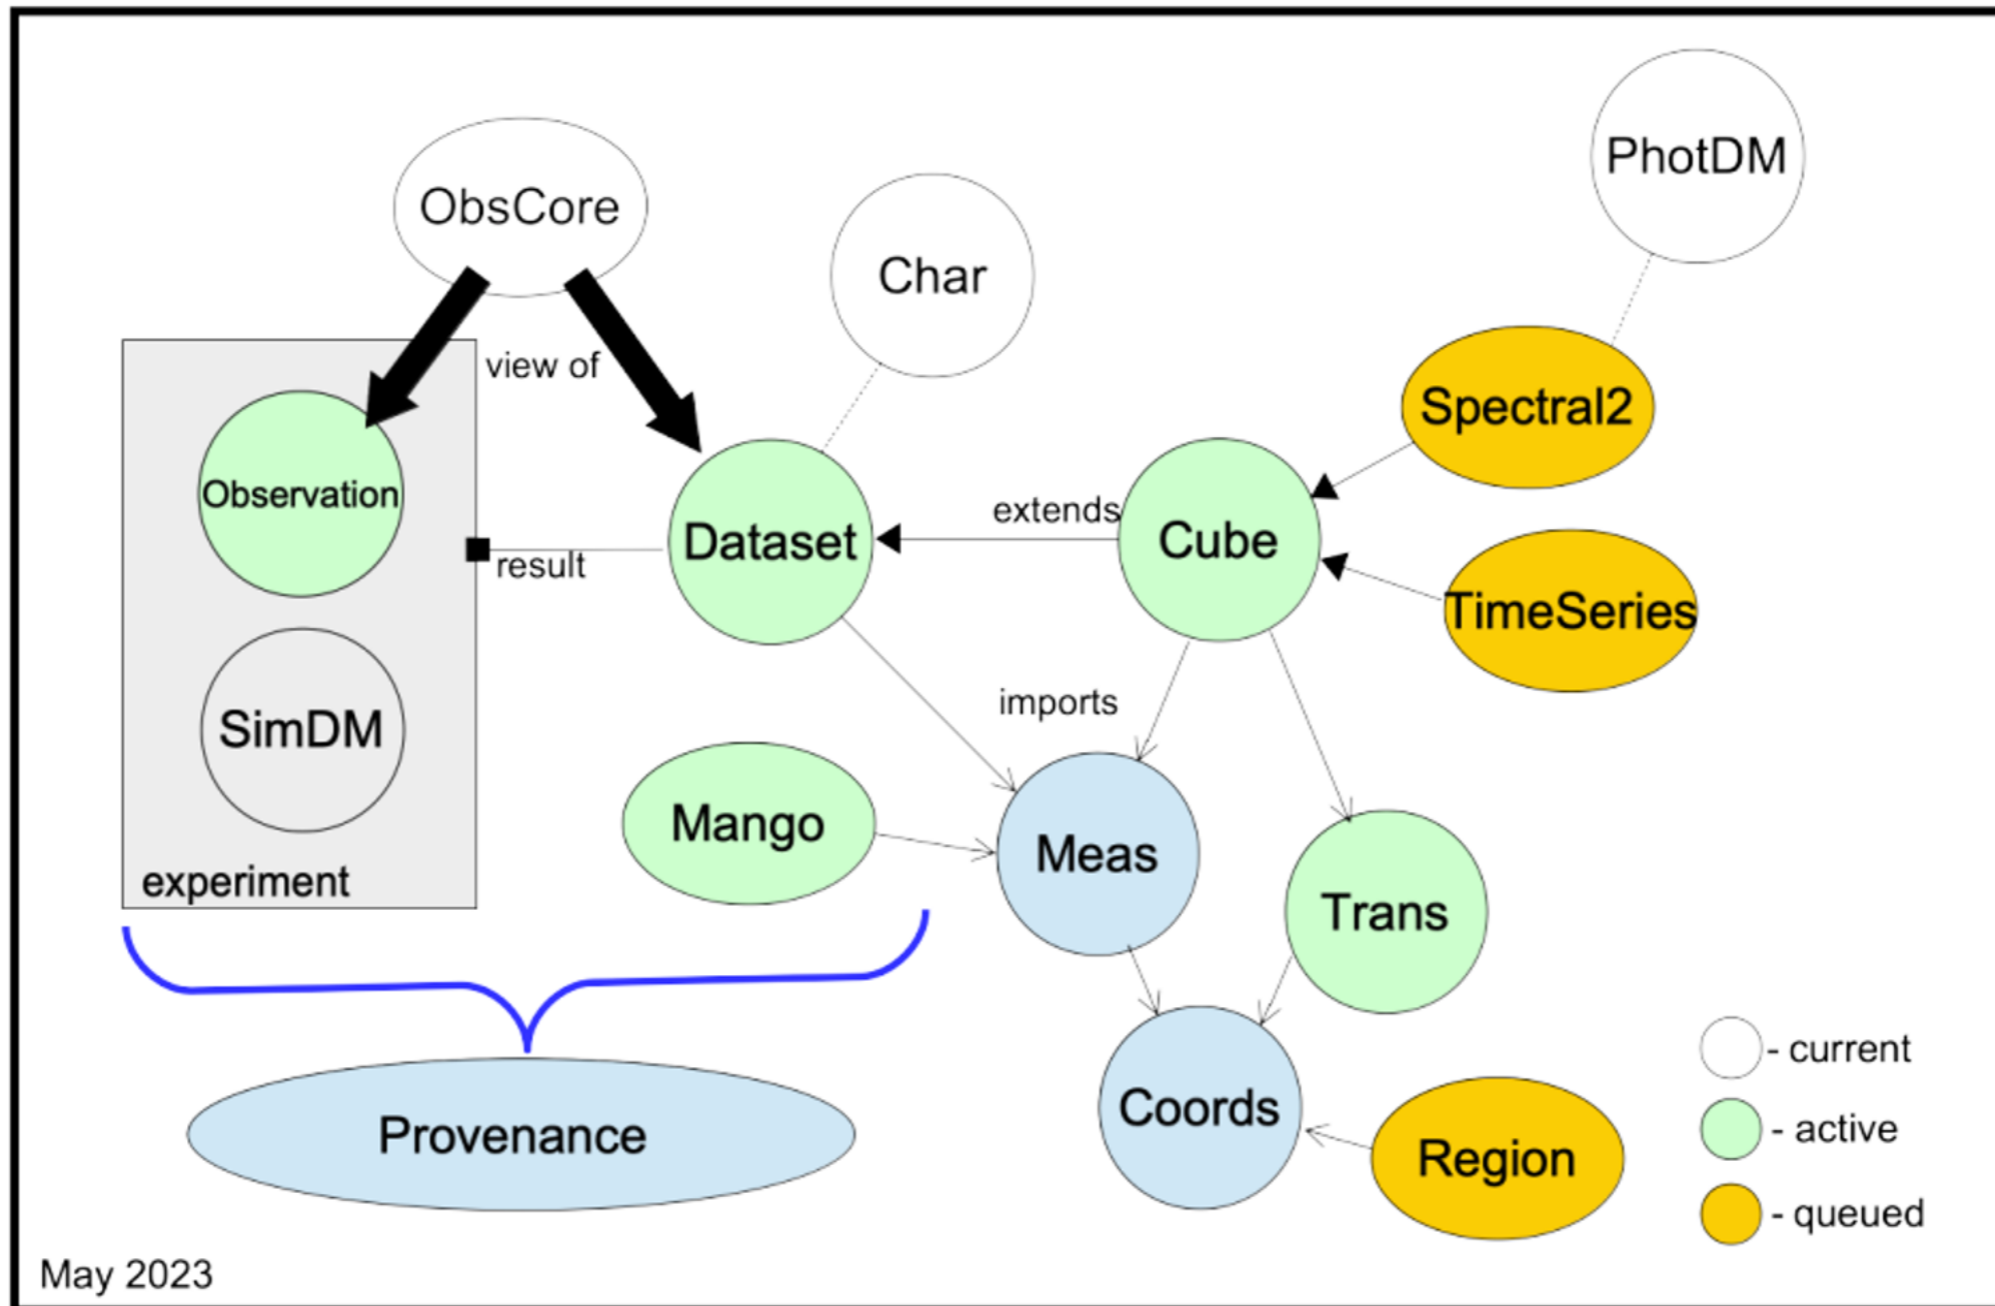 PhotDM
ObsCore
Char
view of
Spectral2
Observation
extends
Dataset
Cube
result
TimeSeries
imports
SimDM
Mango
Meas
experiment
Trans
- current
Coords
- active
Provenance
Region
- queued
May 2023